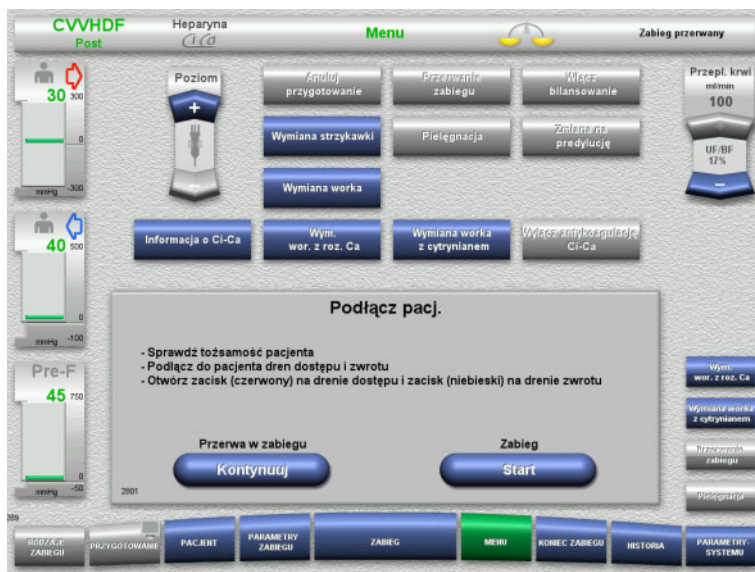 CVVHDF
Post
Heparyna
Ci Ca
Menu
Zabieg przerwany
30
300
0
mmHg
-300
40
500
0
mmHg
-100
Pre-F
45
750
0
mmHg
-50
Poziom
+
-
Anuluj
przygotowanie
Przerwanie
zabiegu
Włącz
bilansowanie
Wymiana strzykawki
Pielęgnacja
Zmiana na
predylucję
Wymiana worka
Informacja o Ci-Ca
Wym.
wor. z roz. Ca
Wymiana worka
z cytrynianem
Wyłącz antykoagulację
Ci-Ca
Przepł. krwi
ml/min
100
+
UF/BF
17%
-
Podłącz pacj.
- Sprawdź tożsamość pacjenta
- Podłącz do pacjenta dren dostępu i zwrotu
- Otwórz zacisk (czerwony) na drenie dostępu i zacisk (niebieski) na drenie zwrotu
Przerwa w zabiegu
Kontynuuj
Zabieg
Start
2801
Wym.
wor. z roz. Ca
Wymiana worka
z cytrynianem
Przerwanie
zabiegu
Pielęgnacja
RODZAJE
ZABIEGU
PRZYGOTOWANIE
PACJENT
PARAMETRY
ZABIEGU
ZABIEG
MENU
KONIEC ZABIEGU
HISTORIA
PARAMETRY-
SYSTEMU